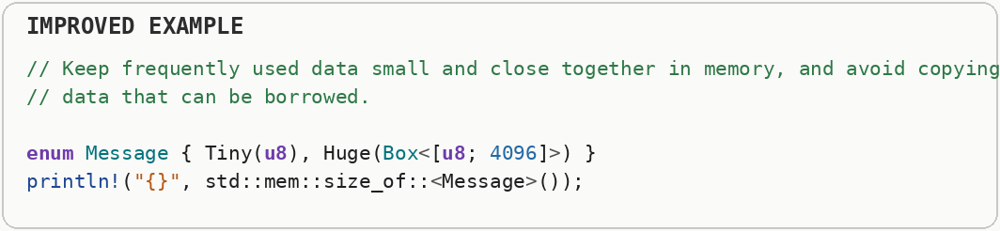 IMPROVED EXAMPLE
// Keep frequently used data small and close together in memory, and avoid copying
// data that can be borrowed.
enum Message { Tiny(u8), Huge(Box<[u8; 4096]>) }
println!("{}", std::mem::size_of::<Message>());